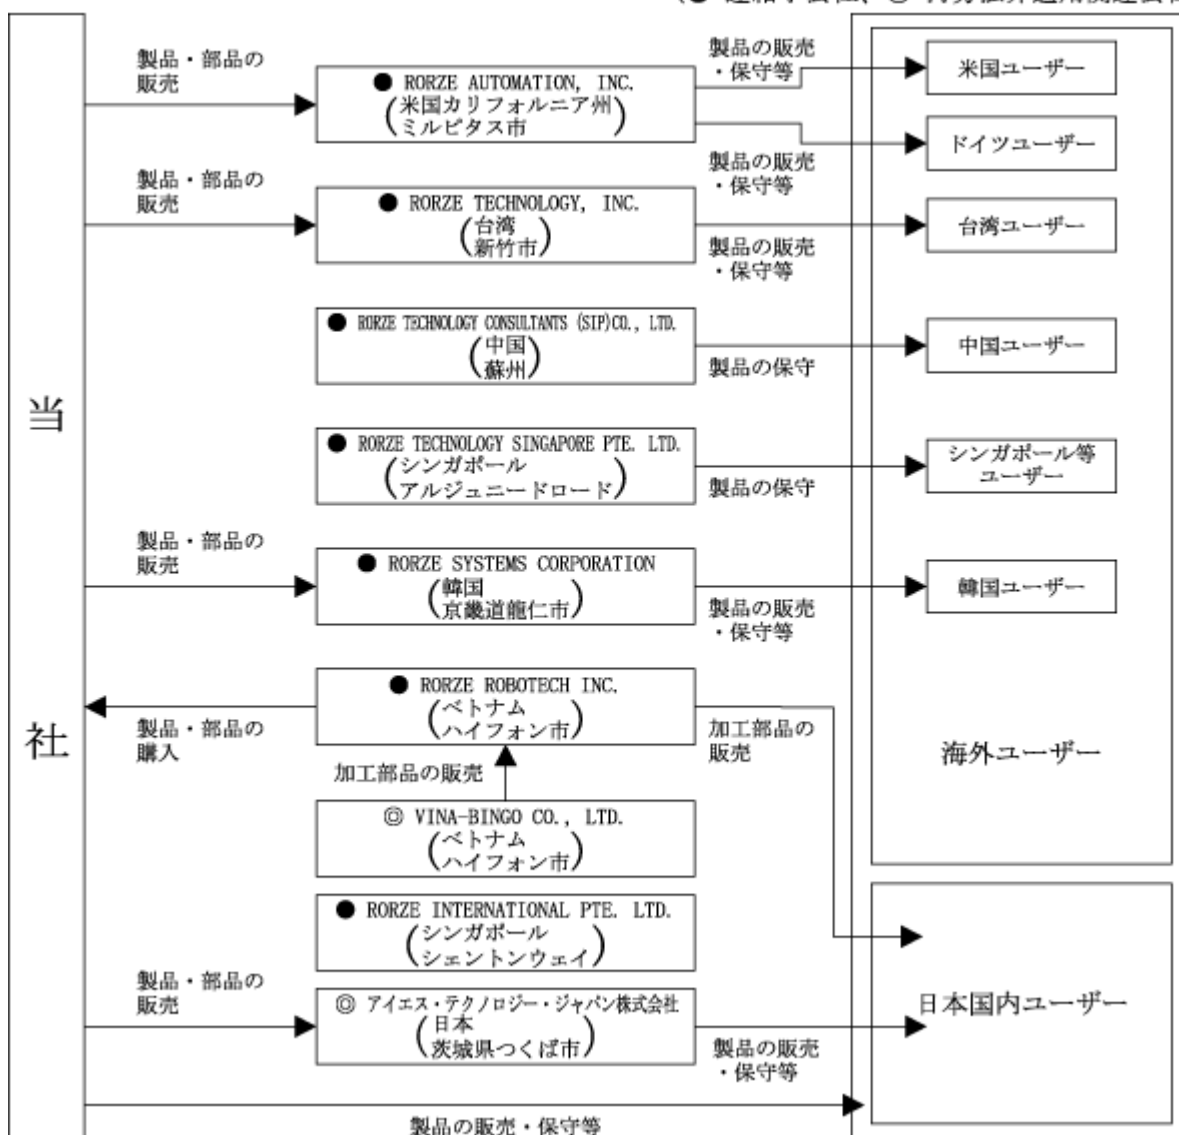 製品・部品の
販売
● RORZE AUTOMATION, INC.
(米国カリフォルニア州
ミルピタス市)
製品の販売
・保守等
米国ユーザー
製品の販売
・保守等
ドイツユーザー
製品・部品の
販売
● RORZE TECHNOLOGY, INC.
(台湾
新竹市)
製品の販売
・保守等
台湾ユーザー
● RORZE TECHNOLOGY CONSULTANTS (SIP)CO., LTD.
(中国
蘇州)
製品の保守
中国ユーザー
当
社
● RORZE TECHNOLOGY SINGAPORE PTE. LTD.
(シンガポール
アルジュニードロード)
製品の保守
シンガポール等
ユーザー
製品・部品の
販売
● RORZE SYSTEMS CORPORATION
(韓国
京畿道龍仁市)
製品の販売
・保守等
韓国ユーザー
● RORZE ROBOTECH INC.
(ベトナム
ハイフォン市)
製品・部品の
購入
加工部品の
販売
海外ユーザー
加工部品の販売
◎ VINA-BINGO CO., LTD.
(ベトナム
ハイフォン市)
● RORZE INTERNATIONAL PTE. LTD.
(シンガポール
シェントンウェイ)
製品・部品の
販売
◎ アイエス・テクノロジー・ジャパン株式会社
(日本
茨城県つくば市)
製品の販売
・保守等
日本国内ユーザー
製品の販売・保守等